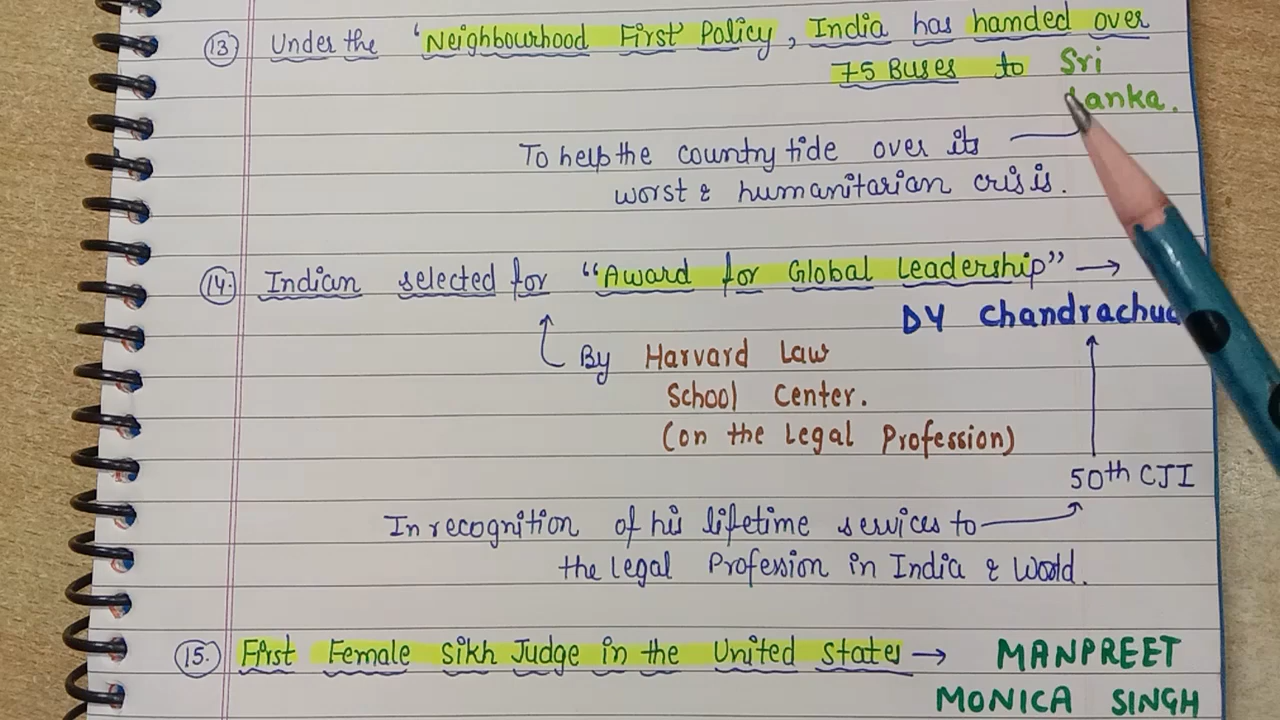 (13) Under the 'Neighbourhood First' Policy, India has handed over
75 Buses to Sri
Lanka.
To help the country tide over its
worst & humanitarian crisis.
(14.) Indian selected for "Award for Global Leadership" →
DY Chandrachud
By Harvard Law
School Center.
(on the Legal Profession)
50th CJI
In recognition of his lifetime services to
the legal Profession in India & World.
(15.) First Female Sikh Judge in the United States → MANPREET
MONICA SINGH